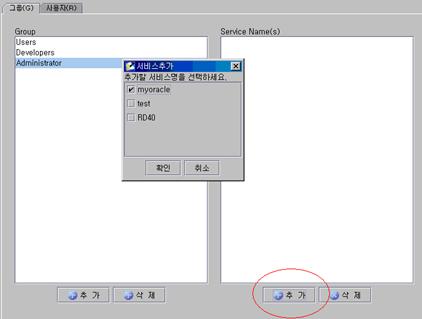 그룹(G) 사용자(A)
Group
Service Name(s)
Users
Developers
Administrator
서비스추가
추가할 서비스명을 선택하세요.
myoracle
test
RD40
확인 취소
추 가 삭 제
추 가 삭 제